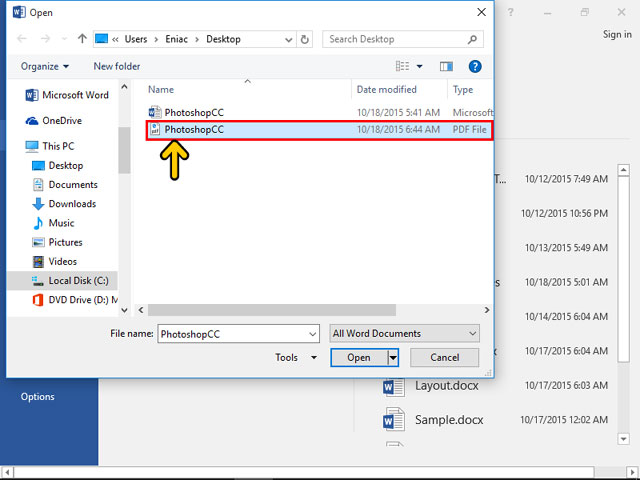 Open
Sign in
« Users › Eniac › Desktop
Search Desktop
Organize
New folder
Name
Date modified
Type
PhotoshopCC
10/18/2015 5:41 AM
Microsoft
PhotoshopCC
10/18/2015 6:44 AM
PDF File
Microsoft Word
OneDrive
This PC
Desktop
Documents
Downloads
Music
Pictures
Videos
Local Disk (C:)
DVD Drive (D:) M
T...
10/12/2015 7:49 AM
10/12/2015 10:56 PM
10/13/2015 5:49 AM
s
10/18/2015 5:01 AM
10/14/2015 6:04 AM
x
10/17/2015 6:04 AM
Layout.docx
10/17/2015 6:03 AM
Sample.docx
10/17/2015 12:02 AM
File name:
PhotoshopCC
All Word Documents
Tools
Open
Cancel
Options